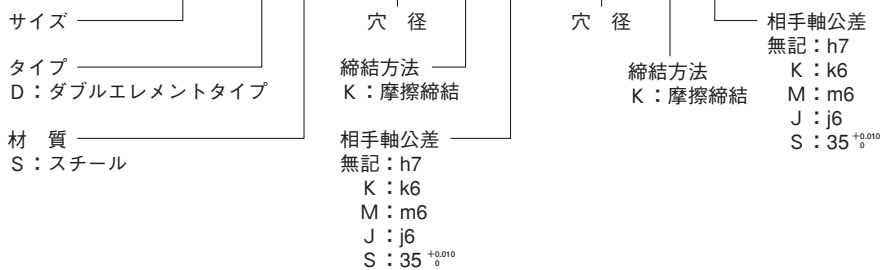 サイズ
タイプ
D：ダブルエレメントタイプ
材　質
S：スチール
穴　径
締結方法
K：摩擦締結
相手軸公差
無記：h7
K：k6
M：m6
J：j6
S：35 +0.010 0
穴　径
締結方法
K：摩擦締結
相手軸公差
無記：h7
K：k6
M：m6
J：j6
S：35 +0.010 0